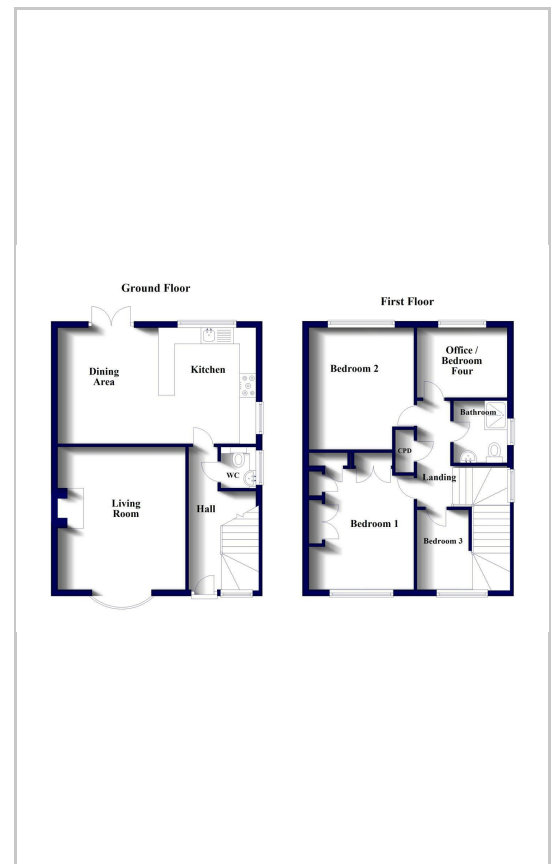 Ground Floor
Dining
Area
Kitchen
WC
Living
Room
Hall
First Floor
Bedroom 2
Office /
Bedroom
Four
Bathroom
CPD
Landing
Bedroom 1
Bedroom 3